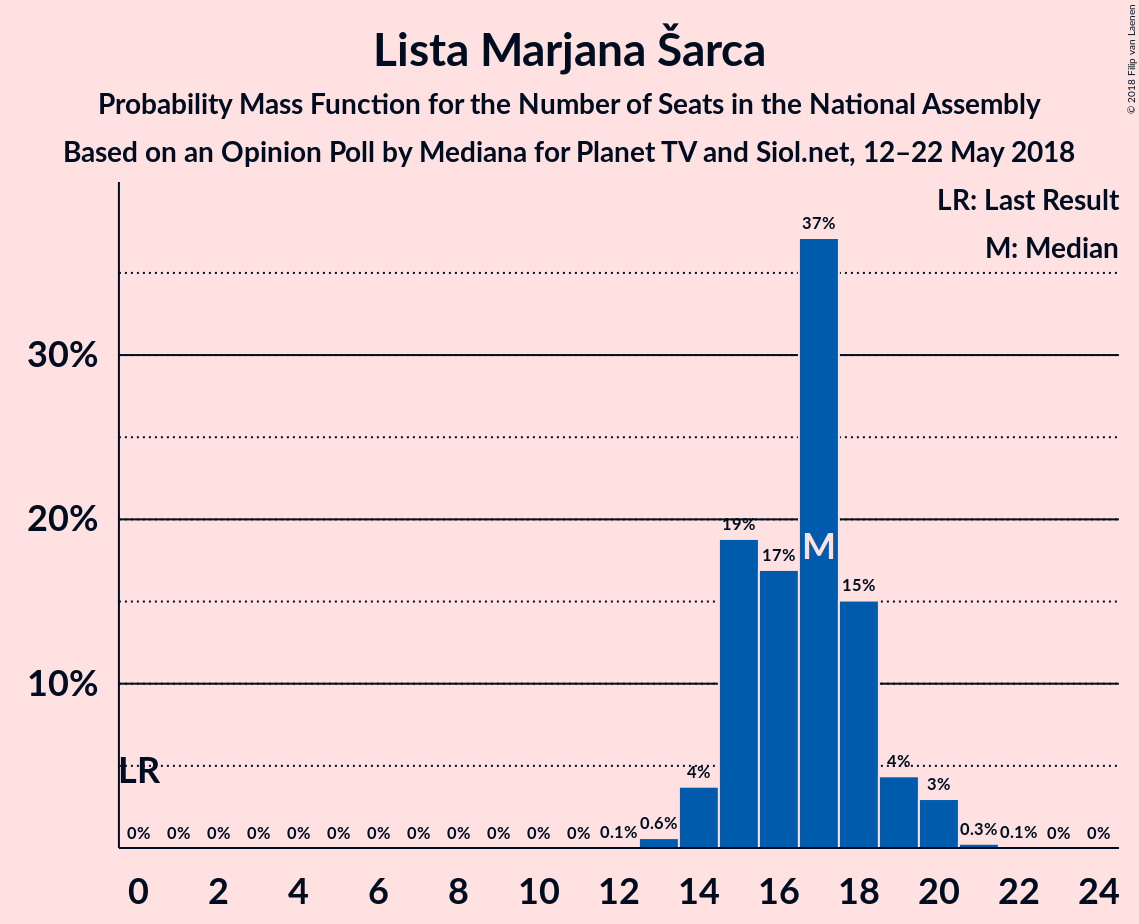 Lista Marjana Šarca
Probability Mass Function for the Number of Seats in the National Assembly
Based on an Opinion Poll by Mediana for Planet TV and Siol.net, 12–22 May 2018
© 2018 Filip van Laenen
LR: Last Result
M: Median
30%
20%
10%
LR
M
0% 0% 0% 0% 0% 0% 0% 0% 0% 0% 0% 0% 0.1% 0.6% 4% 19% 17% 37% 15% 4% 3% 0.3% 0.1% 0% 0%
0 2 4 6 8 10 12 14 16 18 20 22 24